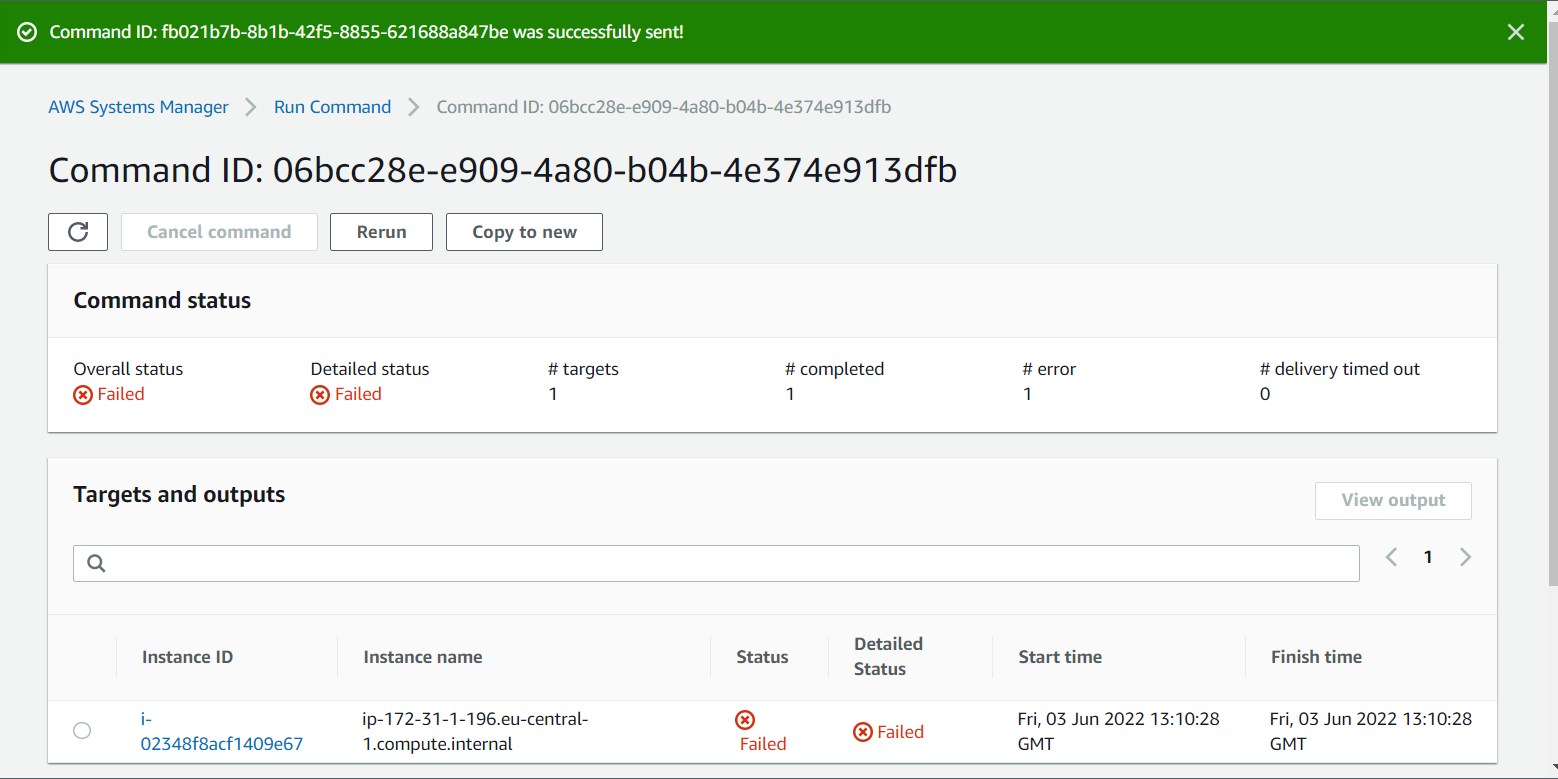 Command ID: fb021b7b-8b1b-42f5-8855-621688a847be was successfully sent!
AWS Systems Manager > Run Command > Command ID: 06bcc28e-e909-4a80-b04b-4e374e913dfb
Command ID: 06bcc28e-e909-4a80-b04b-4e374e913dfb
Cancel command Rerun Copy to new
Command status
Overall status Detailed status # targets # completed # error # delivery timed out
Failed Failed 1 1 1 0
Targets and outputs
View output
1
Instance ID Instance name Status Detailed Status Start time Finish time
i-02348f8acf1409e67 ip-172-31-1-196.eu-central-1.compute.internal Failed Failed Fri, 03 Jun 2022 13:10:28 GMT Fri, 03 Jun 2022 13:10:28 GMT